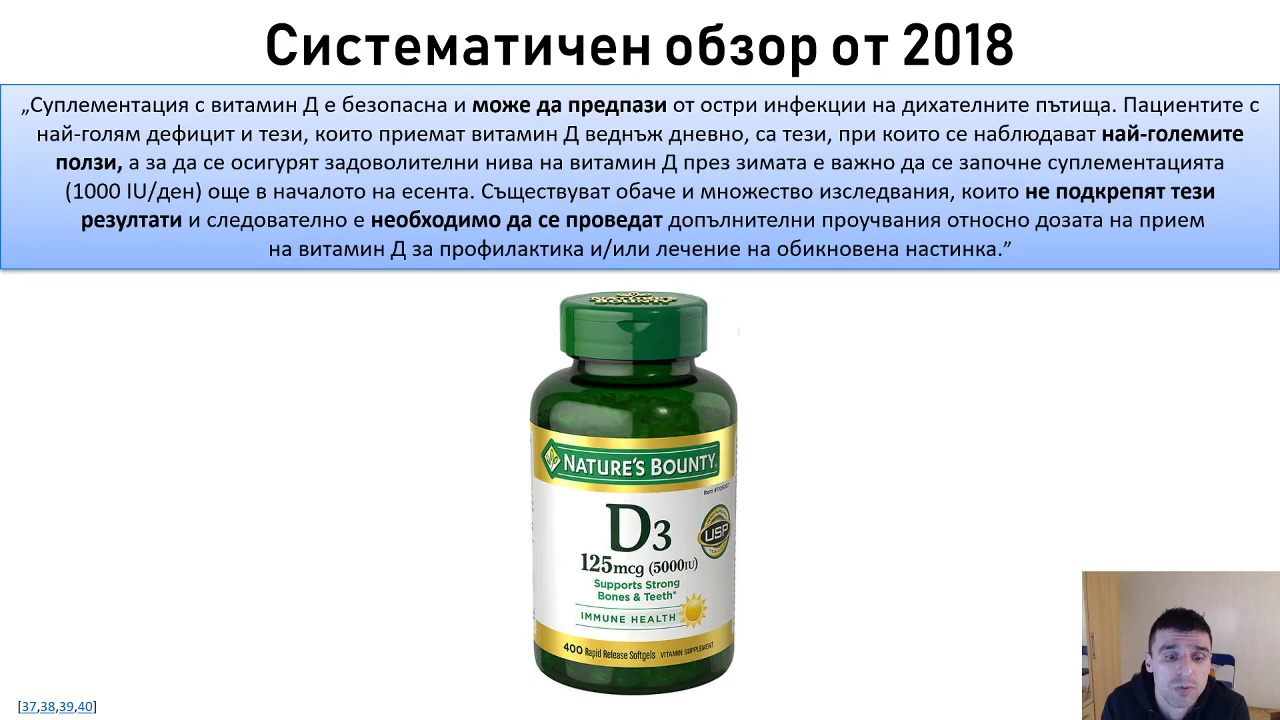 Систематичен обзор от 2018
„Суплементация с витамин Д е безопасна и може да предпази от остри инфекции на дихателните пътища. Пациентите с
най-голям дефицит и тези, които приемат витамин Д веднъж дневно, са тези, при които се наблюдават най-големите
ползи, а за да се осигурят задоволителни нива на витамин Д през зимата е важно да се започне суплементацията
(1000 IU/ден) още в началото на есента. Съществуват обаче и множество изследвания, които не подкрепят тези
резултати и следователно е необходимо да се проведат допълнителни проучвания относно дозата на прием
на витамин Д за профилактика и/или лечение на обикновена настинка.”
NATURE'S BOUNTY
D3
USP
125mcg (5000IU)
Supports Strong
Bones & Teeth*
IMMUNE HEALTH
400 Rapid Release Softgels VITAMIN SUPPLEMENT
[37,38,39,40]